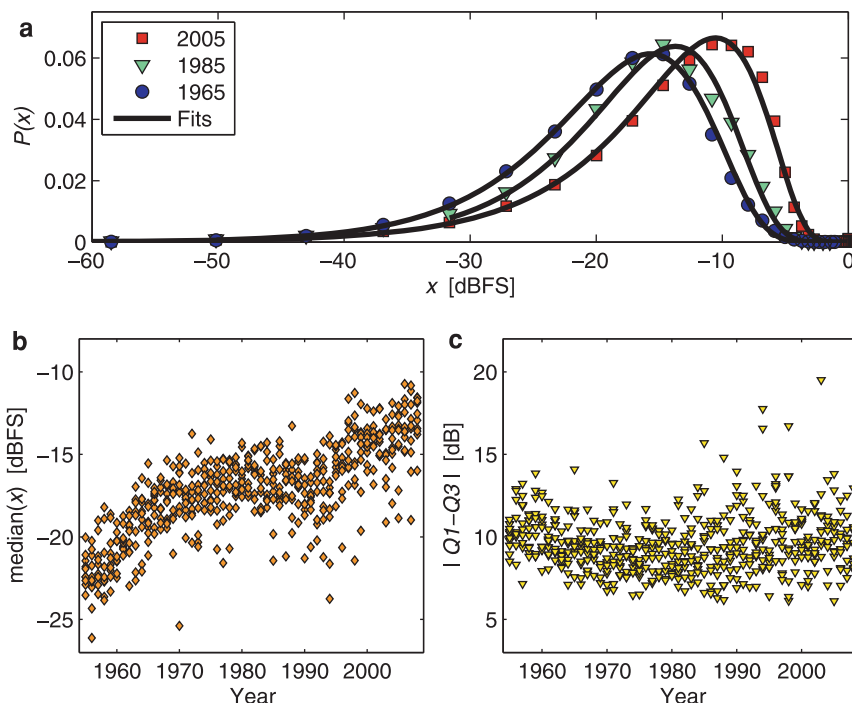 a
P(x)
0.06
0.04
0.02
0
2005
1985
1965
Fits
−60 −50 −40 −30 −20 −10 0
x [dBFS]
b
median(x) [dBFS]
−10
−15
−20
−25
1960 1970 1980 1990 2000
Year
c
| Q1−Q3 | [dB]
20
15
10
5
1960 1970 1980 1990 2000
Year